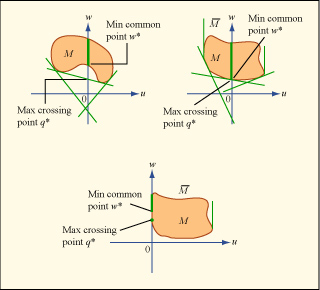 w
Min common
point w*
M
0
u
Max crossing
point q*
w
M
Min common
point w*
M
0
u
Max crossing
point q*
w
Min common
point w*
M
Max crossing
point q*
M
0
u